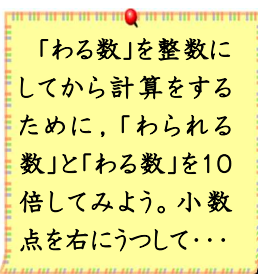 「わる数」を整数に
してから計算をする
ために,「わられる
数」と「わる数」を10
倍してみよう。小数
点を右にうつして・・・